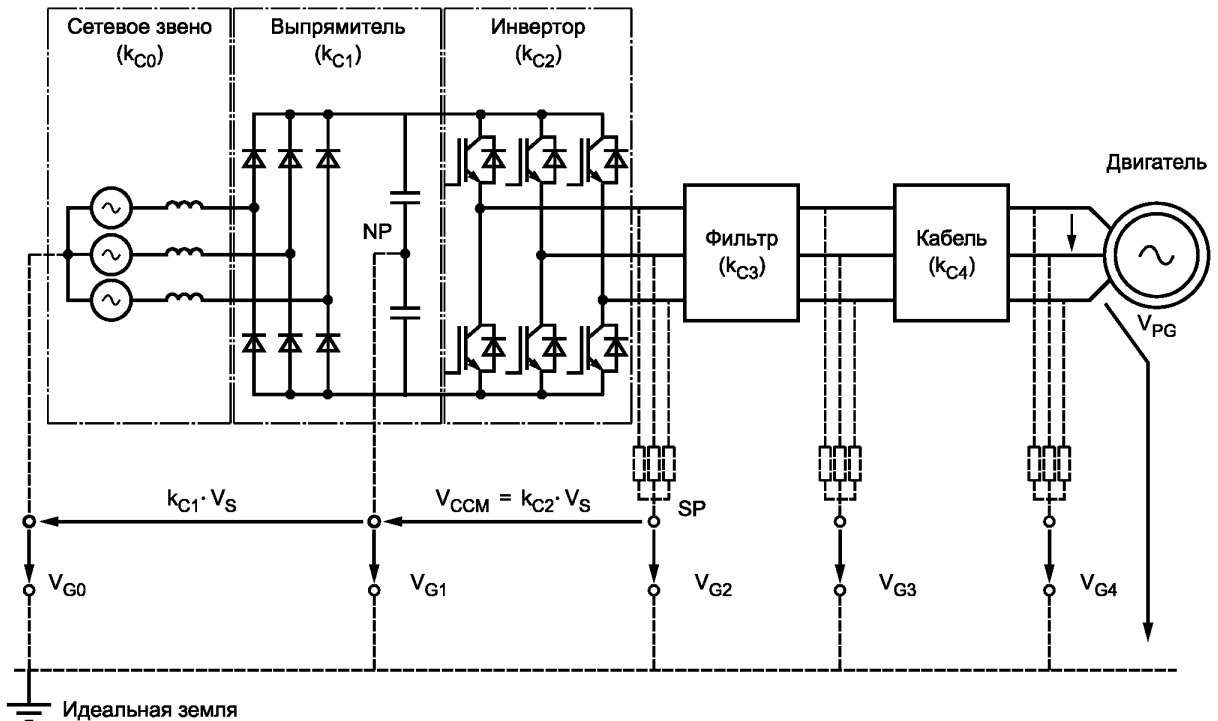 Сетевое звено
(kC0)
Выпрямитель
(kC1)
Инвертор
(kC2)
Двигатель
NP
Фильтр
(kC3)
Кабель
(kC4)
VPG
kC1· VS
VCCM = kC2· VS
SP
VG0
VG1
VG2
VG3
VG4
Идеальная земля